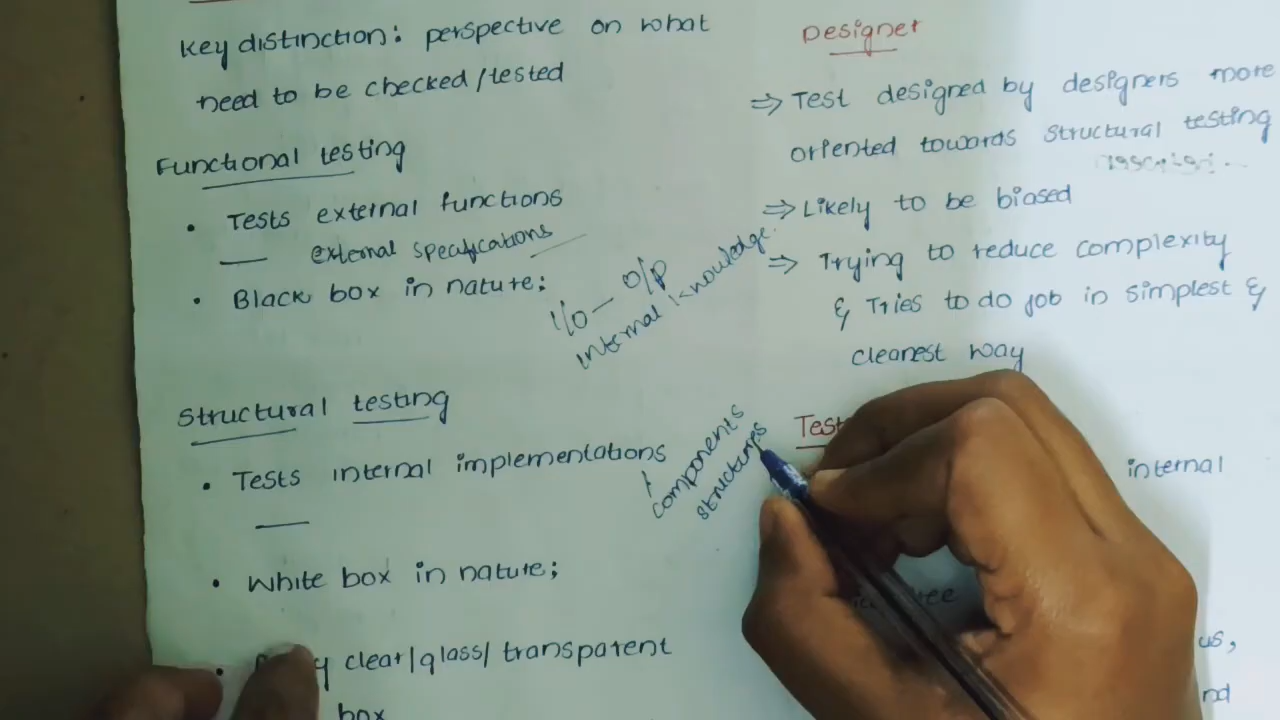 Key distinction: perspective on what
need to be checked/tested
Functional testing
• Tests external functions
external specifications
• Black box in nature;
i/o — o/p
internal knowledge.
Structural testing
• Tests internal implementations
components
structures
• White box in nature;
clear/glass/transparent
box
Designer
⇒ Test designed by designers more
oriented towards structural testing
⇒ Likely to be biased
⇒ Trying to reduce complexity
& Tries to do job in simplest &
cleanest way
Test
internal